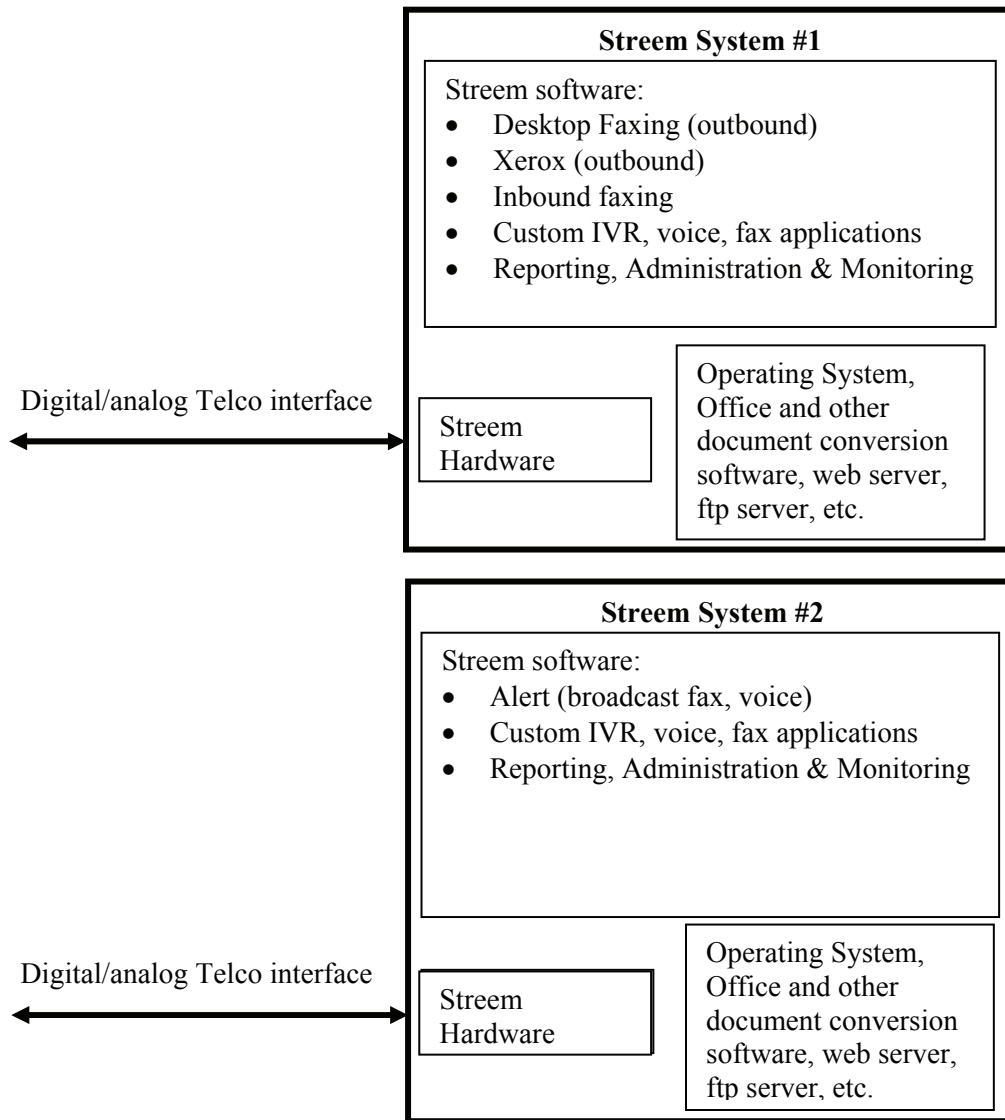 Streem System #1
Streem software:
• Desktop Faxing (outbound)
• Xerox (outbound)
• Inbound faxing
• Custom IVR, voice, fax applications
• Reporting, Administration & Monitoring
Digital/analog Telco interface
Streem
Hardware
Operating System,
Office and other
document conversion
software, web server,
ftp server, etc.
Streem System #2
Streem software:
• Alert (broadcast fax, voice)
• Custom IVR, voice, fax applications
• Reporting, Administration & Monitoring
Digital/analog Telco interface
Streem
Hardware
Operating System,
Office and other
document conversion
software, web server,
ftp server, etc.